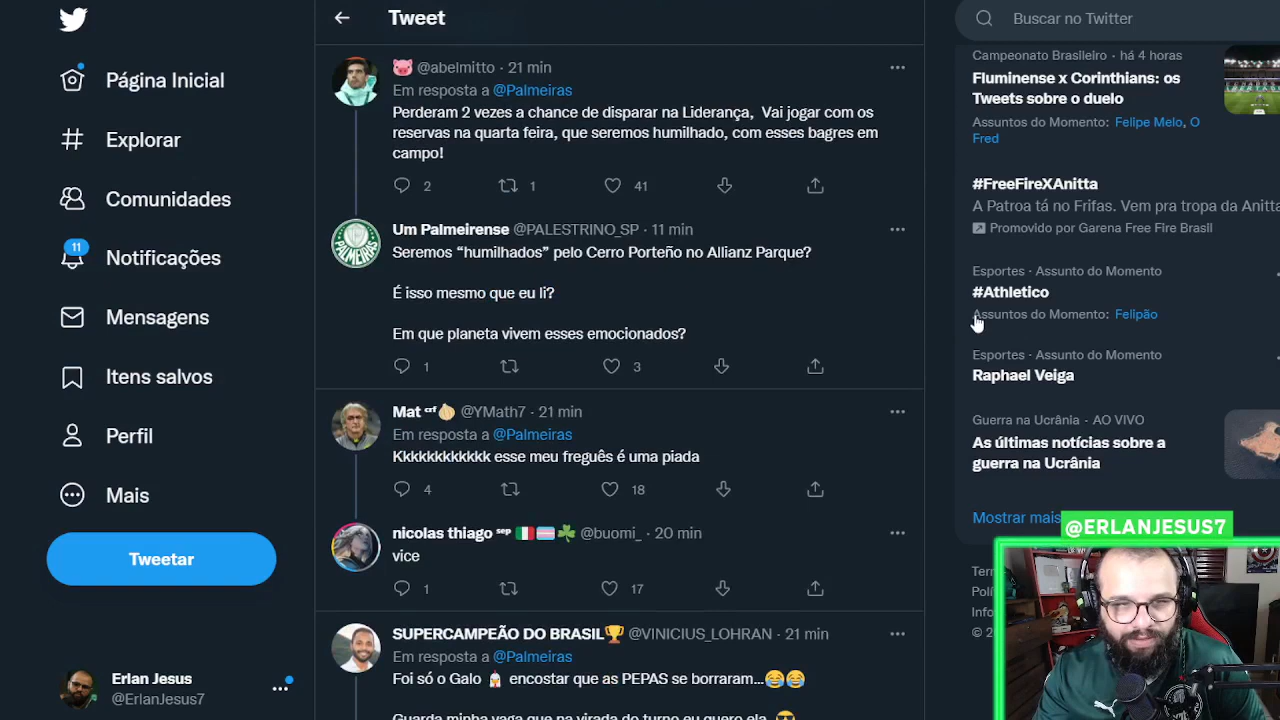 Tweet
Buscar no Twitter
Página Inicial
Explorar
Comunidades
11
Notificações
Mensagens
Itens salvos
Perfil
Mais
Tweetar
Erlan Jesus
@ErlanJesus7
🐷 @abelmitto · 21 min
Em resposta a @Palmeiras
Perderam 2 vezes a chance de disparar na Liderança, Vai jogar com os
reservas na quarta feira, que seremos humilhado, com esses bagres em
campo!
2 1 41
Um Palmeirense @PALESTRINO_SP · 11 min
Seremos “humilhados” pelo Cerro Porteño no Allianz Parque?
É isso mesmo que eu li?
Em que planeta vivem esses emocionados?
1 3
Mat ᶜʳᶠ @YMath7 · 21 min
Em resposta a @Palmeiras
Kkkkkkkkkkk esse meu freguês é uma piada
4 18
nicolas thiago ˢᵉᵖ 🇮🇹🏳️‍⚧️☘️ @buomi_ · 20 min
vice
1 17
SUPERCAMPEÃO DO BRASIL🏆 @VINICIUS_LOHRAN · 21 min
Em resposta a @Palmeiras
Foi só o Galo 🐔 encostar que as PEPAS se borraram...😂😂
Guarda minha vaga que na virada do turno eu quero ela
Campeonato Brasileiro · há 4 horas
Fluminense x Corinthians: os
Tweets sobre o duelo
Assuntos do Momento: Felipe Melo, O
Fred
#FreeFireXAnitta
A Patroa tá no Frifas. Vem pra tropa da Anitta
Promovido por Garena Free Fire Brasil
Esportes · Assunto do Momento
#Athletico
Assuntos do Momento: Felipão
Esportes · Assunto do Momento
Raphael Veiga
Guerra na Ucrânia · AO VIVO
As últimas notícias sobre a
guerra na Ucrânia
Mostrar mais
@ERLANJESUS7